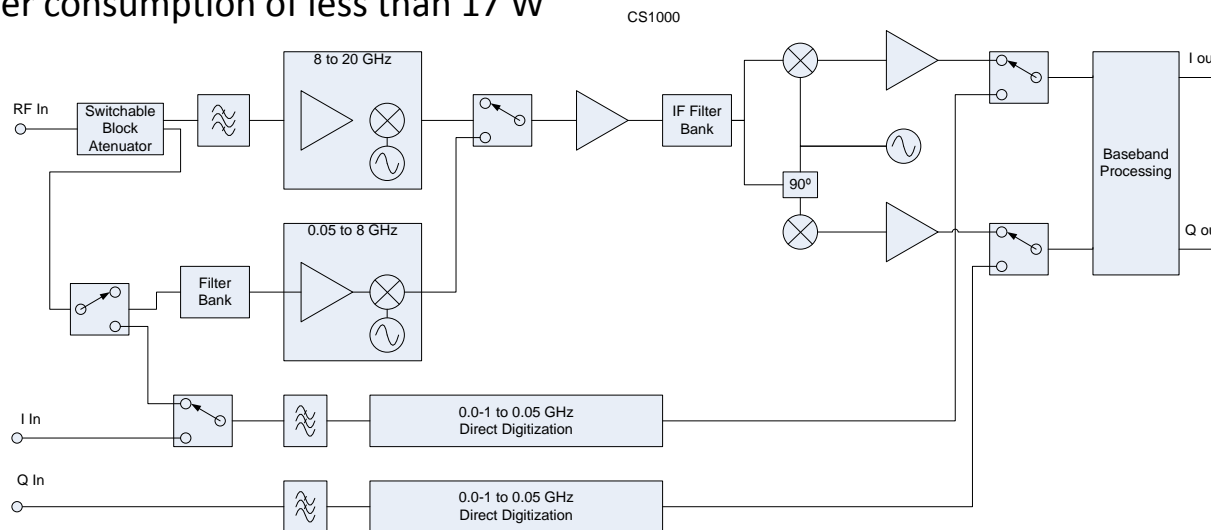 er consumption of less than 17 W
CS1000
8 to 20 GHz
RF In
Switchable
Block
Atenuator
IF Filter
Bank
I ou
Baseband
Processing
90º
0.05 to 8 GHz
Q ou
Filter
Bank
I In
0.0-1 to 0.05 GHz
Direct Digitization
Q In
0.0-1 to 0.05 GHz
Direct Digitization